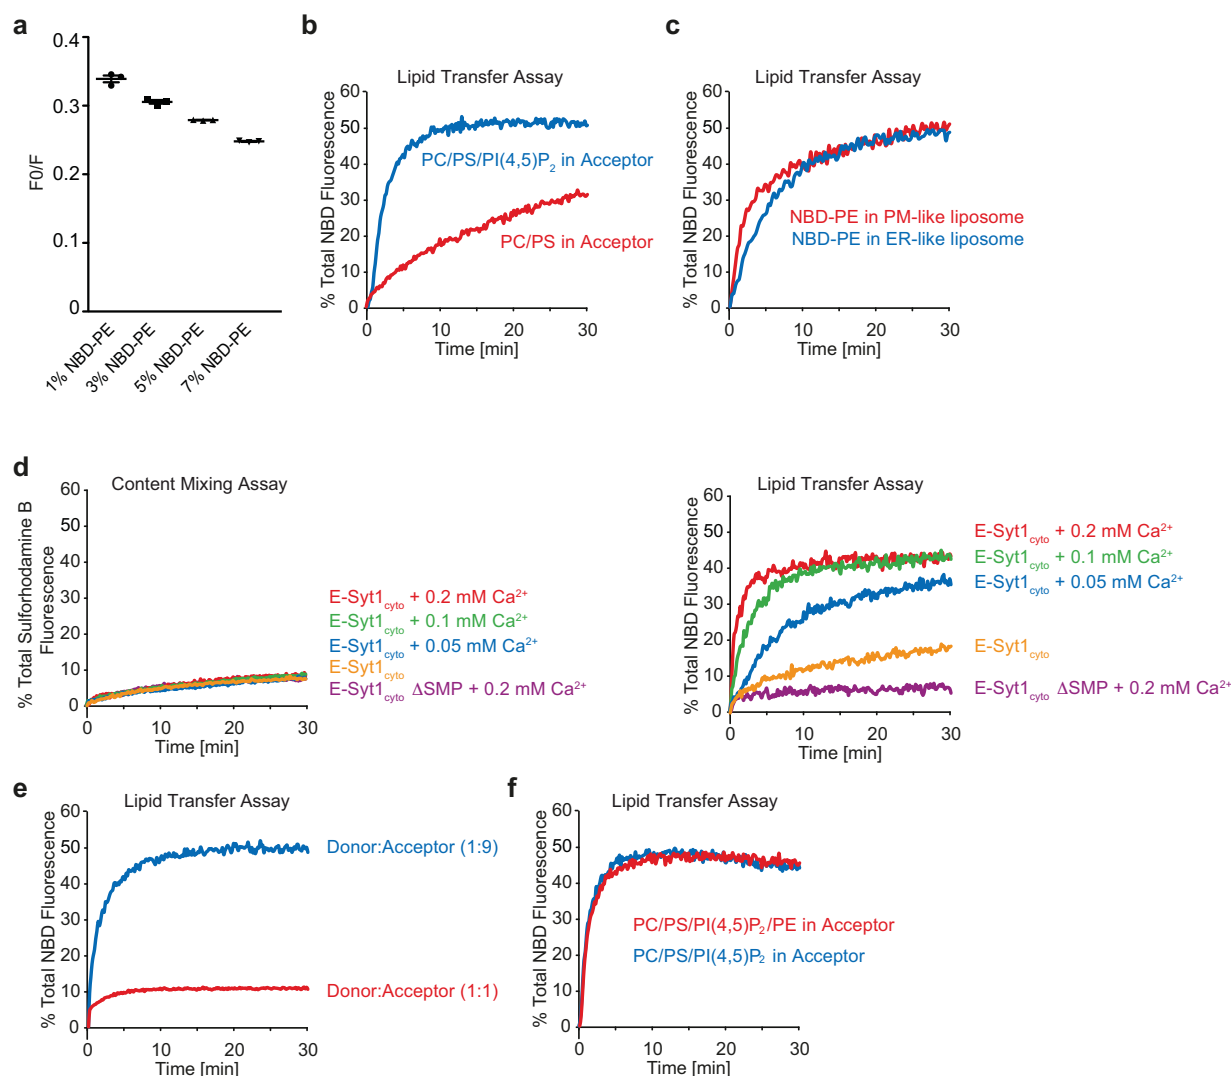 a
F0/F
0.4
0.3
0.2
0.1
0
1% NBD-PE
3% NBD-PE
5% NBD-PE
7% NBD-PE
b
Lipid Transfer Assay
% Total NBD Fluorescence
60
50
40
30
20
10
0
PC/PS/PI(4,5)P₂ in Acceptor
PC/PS in Acceptor
0 10 20 30
Time [min]
c
Lipid Transfer Assay
% Total NBD Fluorescence
60
50
40
30
20
10
0
NBD-PE in PM-like liposome
NBD-PE in ER-like liposome
0 10 20 30
Time [min]
d
Content Mixing Assay
% Total Sulforhodamine B
Fluorescence
60
50
40
30
20
10
0
0 10 20 30
Time [min]
E-Syt1cyto + 0.2 mM Ca²⁺
E-Syt1cyto + 0.1 mM Ca²⁺
E-Syt1cyto + 0.05 mM Ca²⁺
E-Syt1cyto
E-Syt1cyto ΔSMP + 0.2 mM Ca²⁺
Lipid Transfer Assay
% Total NBD Fluorescence
60
50
40
30
20
10
0
0 10 20 30
Time [min]
E-Syt1cyto + 0.2 mM Ca²⁺
E-Syt1cyto + 0.1 mM Ca²⁺
E-Syt1cyto + 0.05 mM Ca²⁺
E-Syt1cyto
E-Syt1cyto ΔSMP + 0.2 mM Ca²⁺
e
Lipid Transfer Assay
% Total NBD Fluorescence
60
50
40
30
20
10
0
Donor:Acceptor (1:9)
Donor:Acceptor (1:1)
0 10 20 30
Time [min]
f
Lipid Transfer Assay
% Total NBD Fluorescence
60
50
40
30
20
10
0
PC/PS/PI(4,5)P₂/PE in Acceptor
PC/PS/PI(4,5)P₂ in Acceptor
0 10 20 30
Time [min]